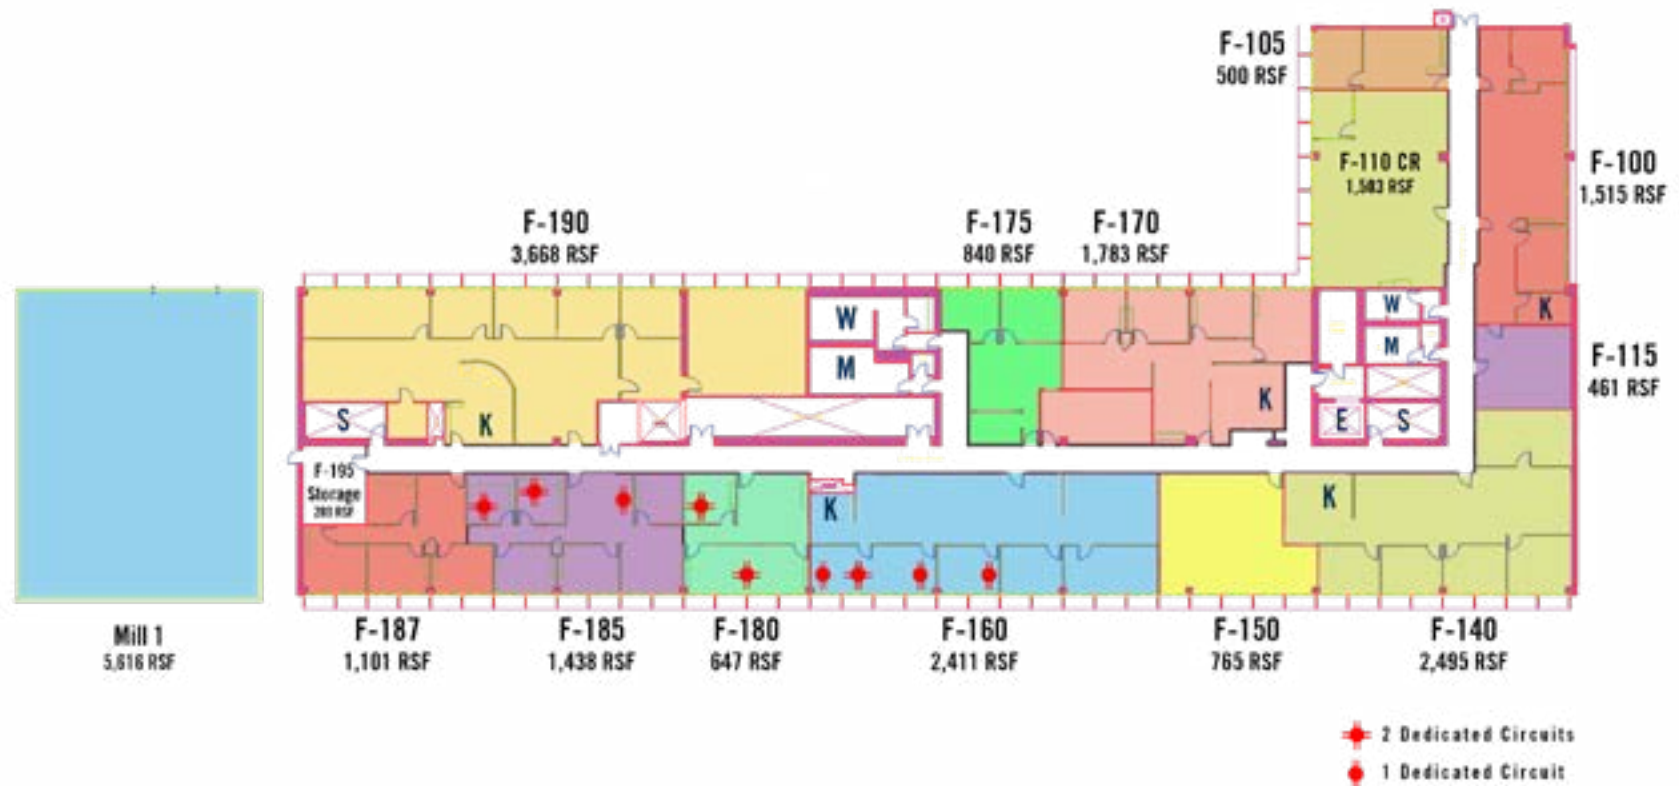 F-105
500 RSF
F-110 CR
1,583 RSF
F-100
1,515 RSF
F-190
3,668 RSF
F-175
840 RSF
F-170
1,783 RSF
W
M
W
M
K
F-115
461 RSF
S
K
K
E
S
F-195
Storage
K
K
Mill 1
5,616 RSF
F-187
1,101 RSF
F-185
1,438 RSF
F-180
647 RSF
F-160
2,411 RSF
F-150
765 RSF
F-140
2,495 RSF
2 Dedicated Circuits
1 Dedicated Circuit